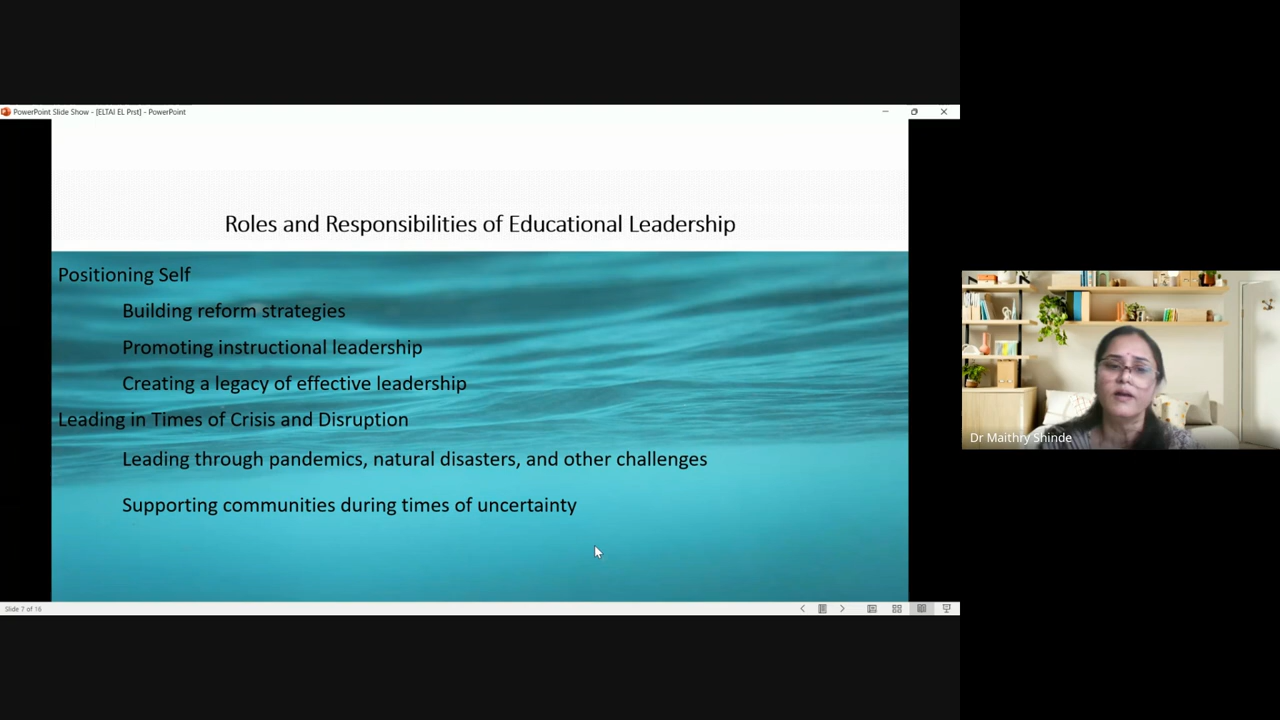 PowerPoint Slide Show - [ELTAI EL Prst] - PowerPoint
Roles and Responsibilities of Educational Leadership
Positioning Self
Building reform strategies
Promoting instructional leadership
Creating a legacy of effective leadership
Leading in Times of Crisis and Disruption
Leading through pandemics, natural disasters, and other challenges
Supporting communities during times of uncertainty
Slide 7 of 16
Dr Maithry Shinde